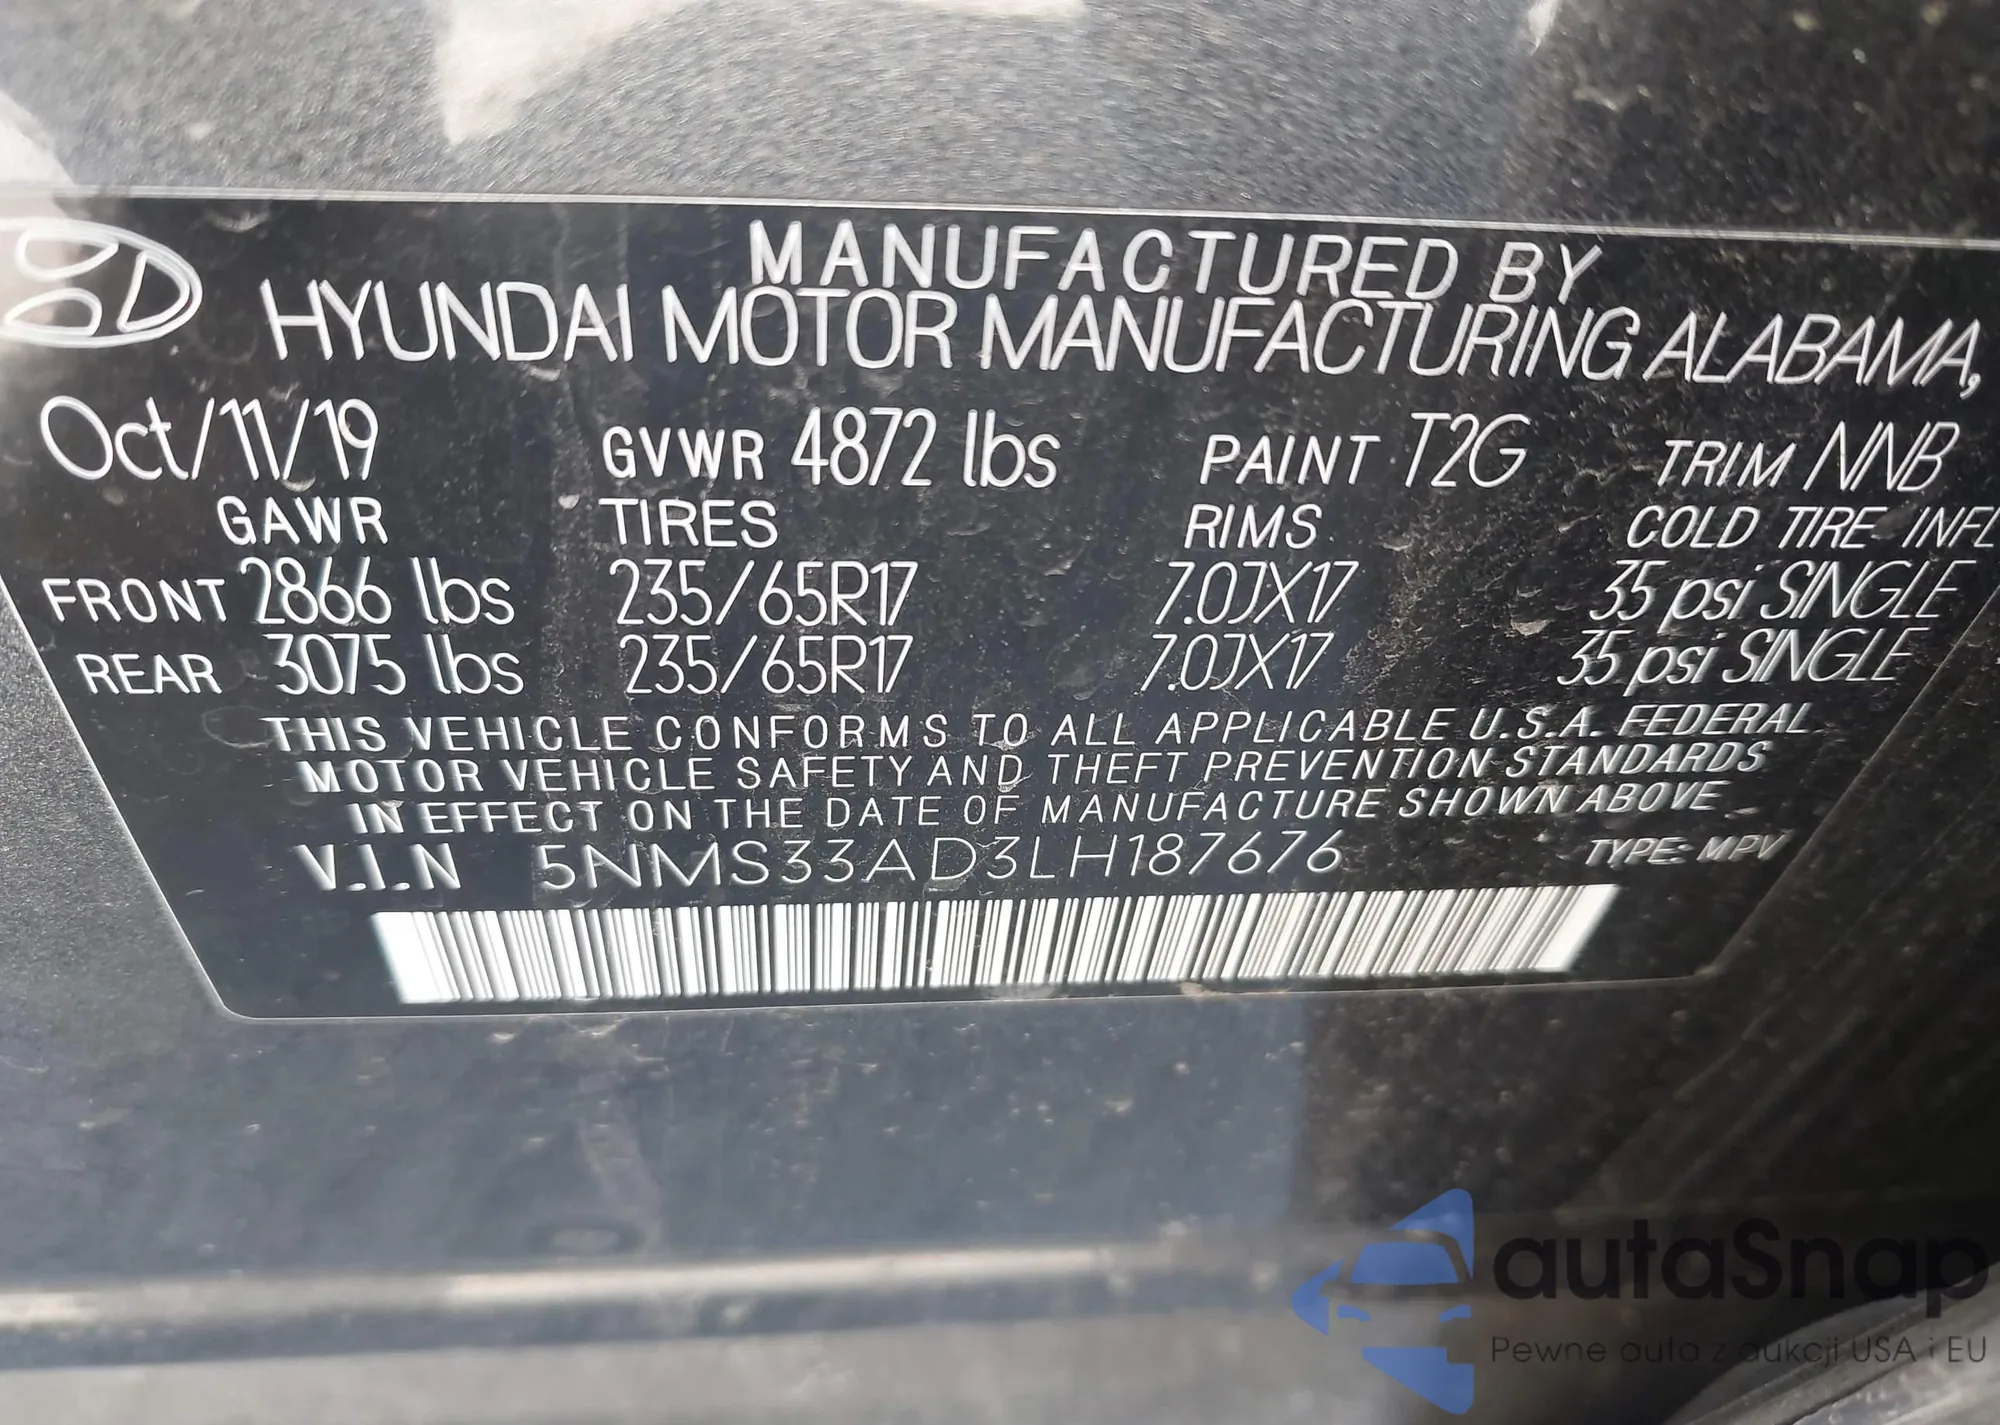 MANUFACTURED BY
HYUNDAI MOTOR MANUFACTURING ALABAMA,
Oct/11/19 GVWR 4872 lbs PAINT T2G TRIM NNB
GAWR TIRES RIMS COLD TIRE INFL
FRONT 2866 lbs 235/65R17 7.0JX17 35 psi SINGLE
REAR 3075 lbs 235/65R17 7.0JX17 35 psi SINGLE
THIS VEHICLE CONFORMS TO ALL APPLICABLE U.S.A. FEDERAL
MOTOR VEHICLE SAFETY AND THEFT PREVENTION STANDARDS
IN EFFECT ON THE DATE OF MANUFACTURE SHOWN ABOVE
V.I.N 5NMS33AD3LH187676 TYPE: MPV
autaSnap
Pewne auta z aukcji USA i EU